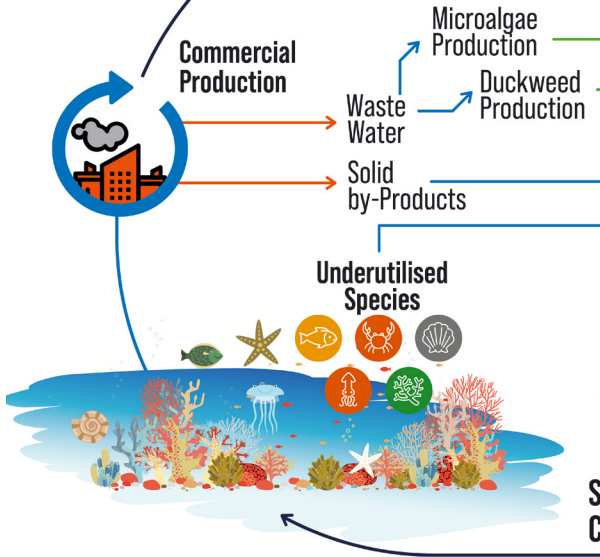 Commercial
Production
Microalgae
Production
Duckweed
Production
Waste
Water
Solid
by-Products
Underutilised
Species
S
C